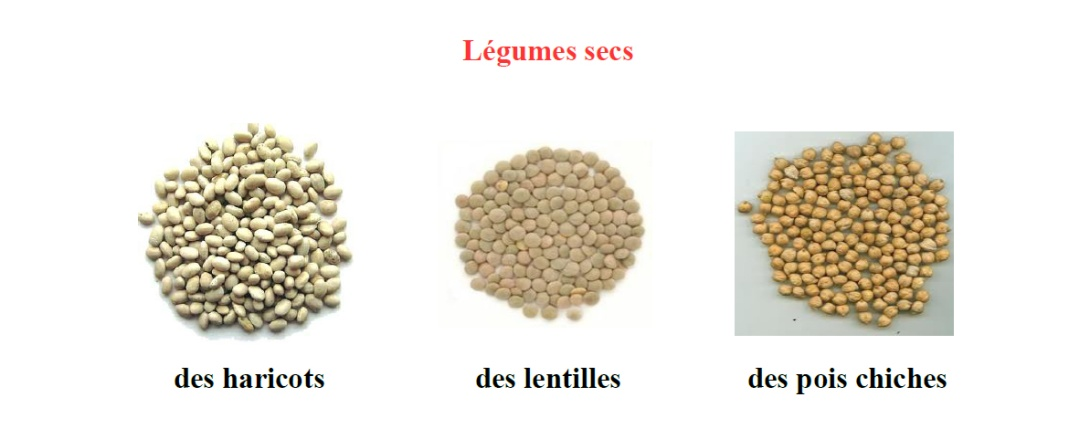 Légumes secs
des haricots
des lentilles
des pois chiches